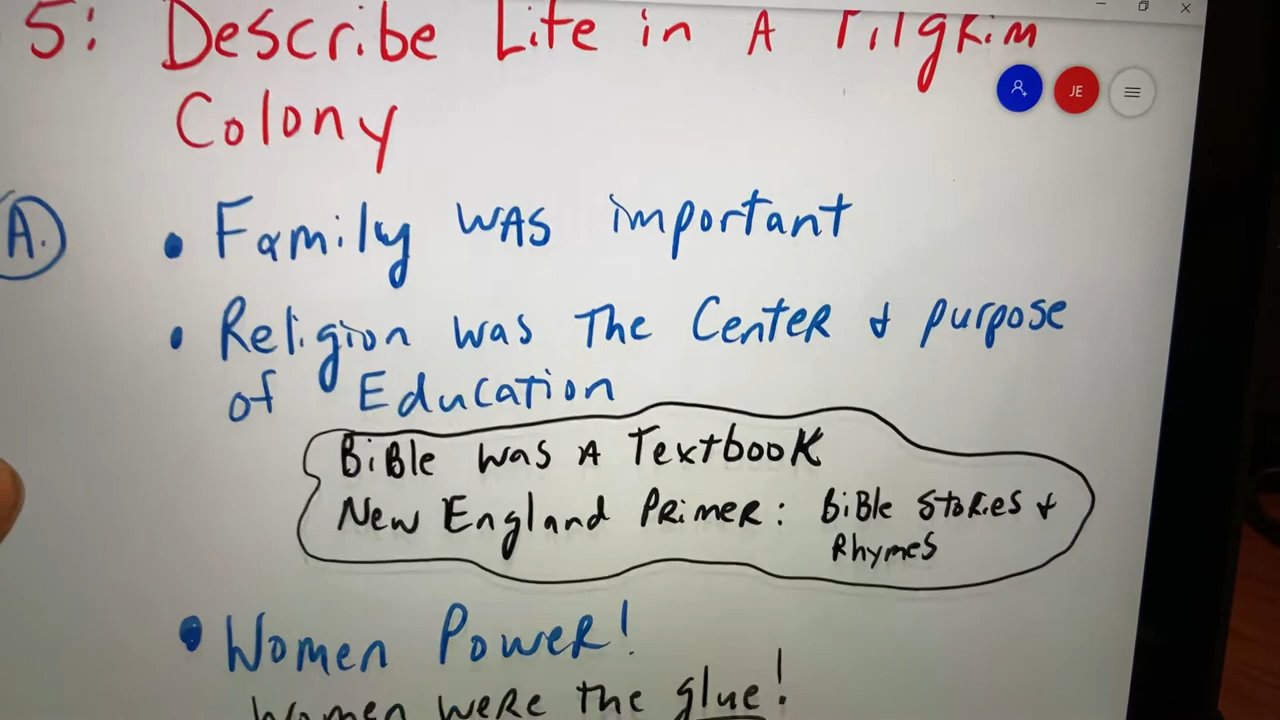 5: Describe Life in A Pilgrim
Colony
JE
A.
• Family was important
• Religion was The Center & purpose
of Education
Bible was A Textbook
New England Primer: Bible Stories &
Rhymes
• Women Power!
Women were the glue!